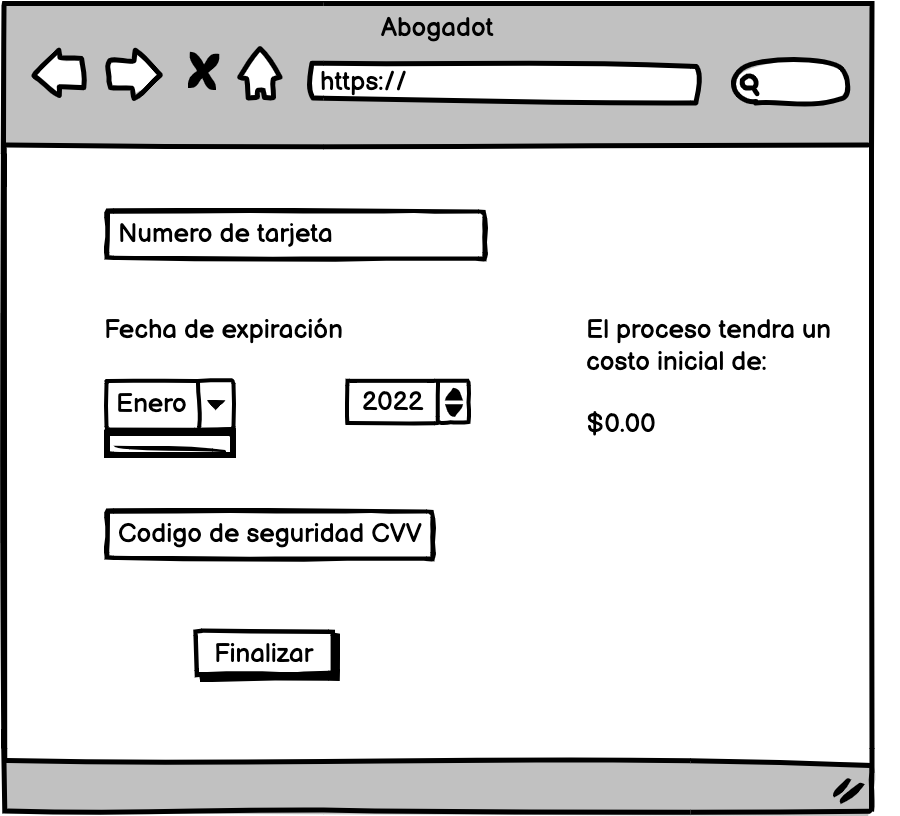 Abogadot
https://
Numero de tarjeta
Fecha de expiración
El proceso tendra un
costo inicial de:
Enero
2022
$0.00
Codigo de seguridad CVV
Finalizar